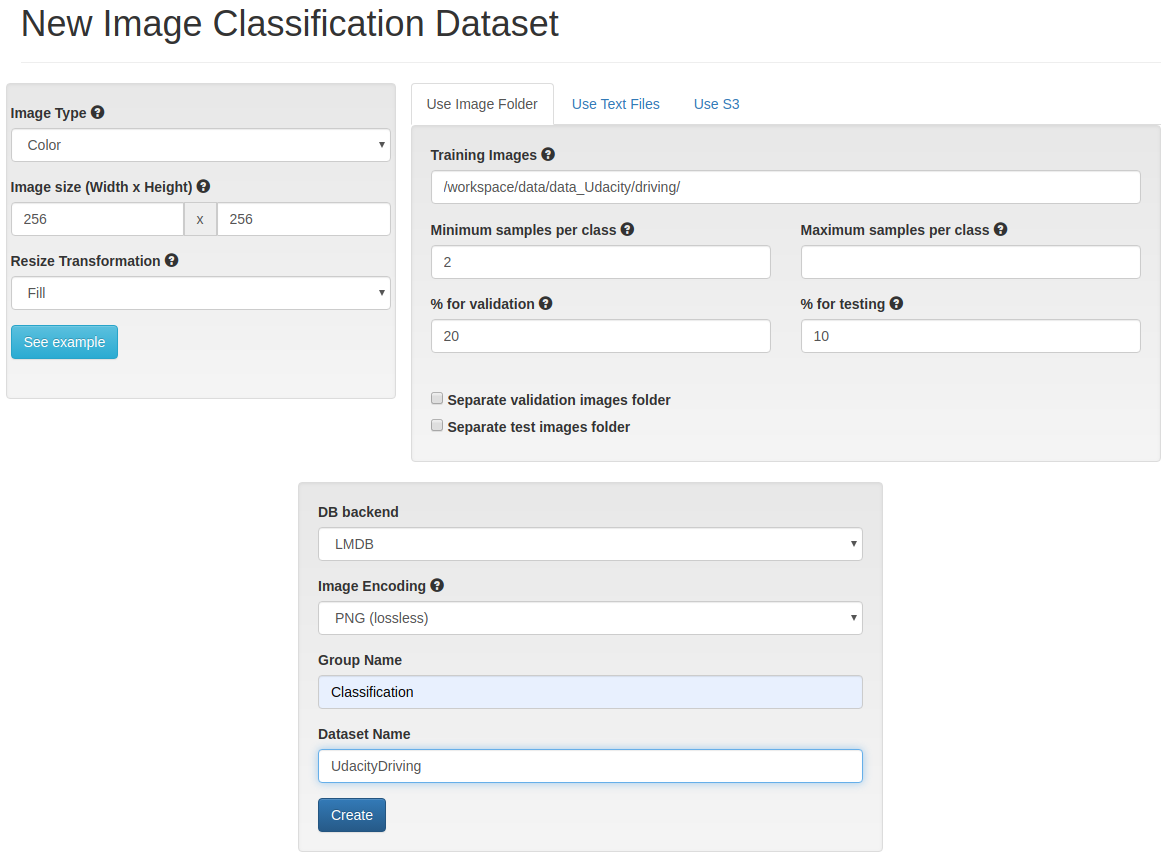 New Image Classification Dataset
Image Type
Color
Image size (Width x Height)
256 x 256
Resize Transformation
Fill
See example
Use Image Folder Use Text Files Use S3
Training Images
/workspace/data/data_Udacity/driving/
Minimum samples per class Maximum samples per class
2
% for validation % for testing
20 10
Separate validation images folder
Separate test images folder
DB backend
LMDB
Image Encoding
PNG (lossless)
Group Name
Classification
Dataset Name
UdacityDriving
Create